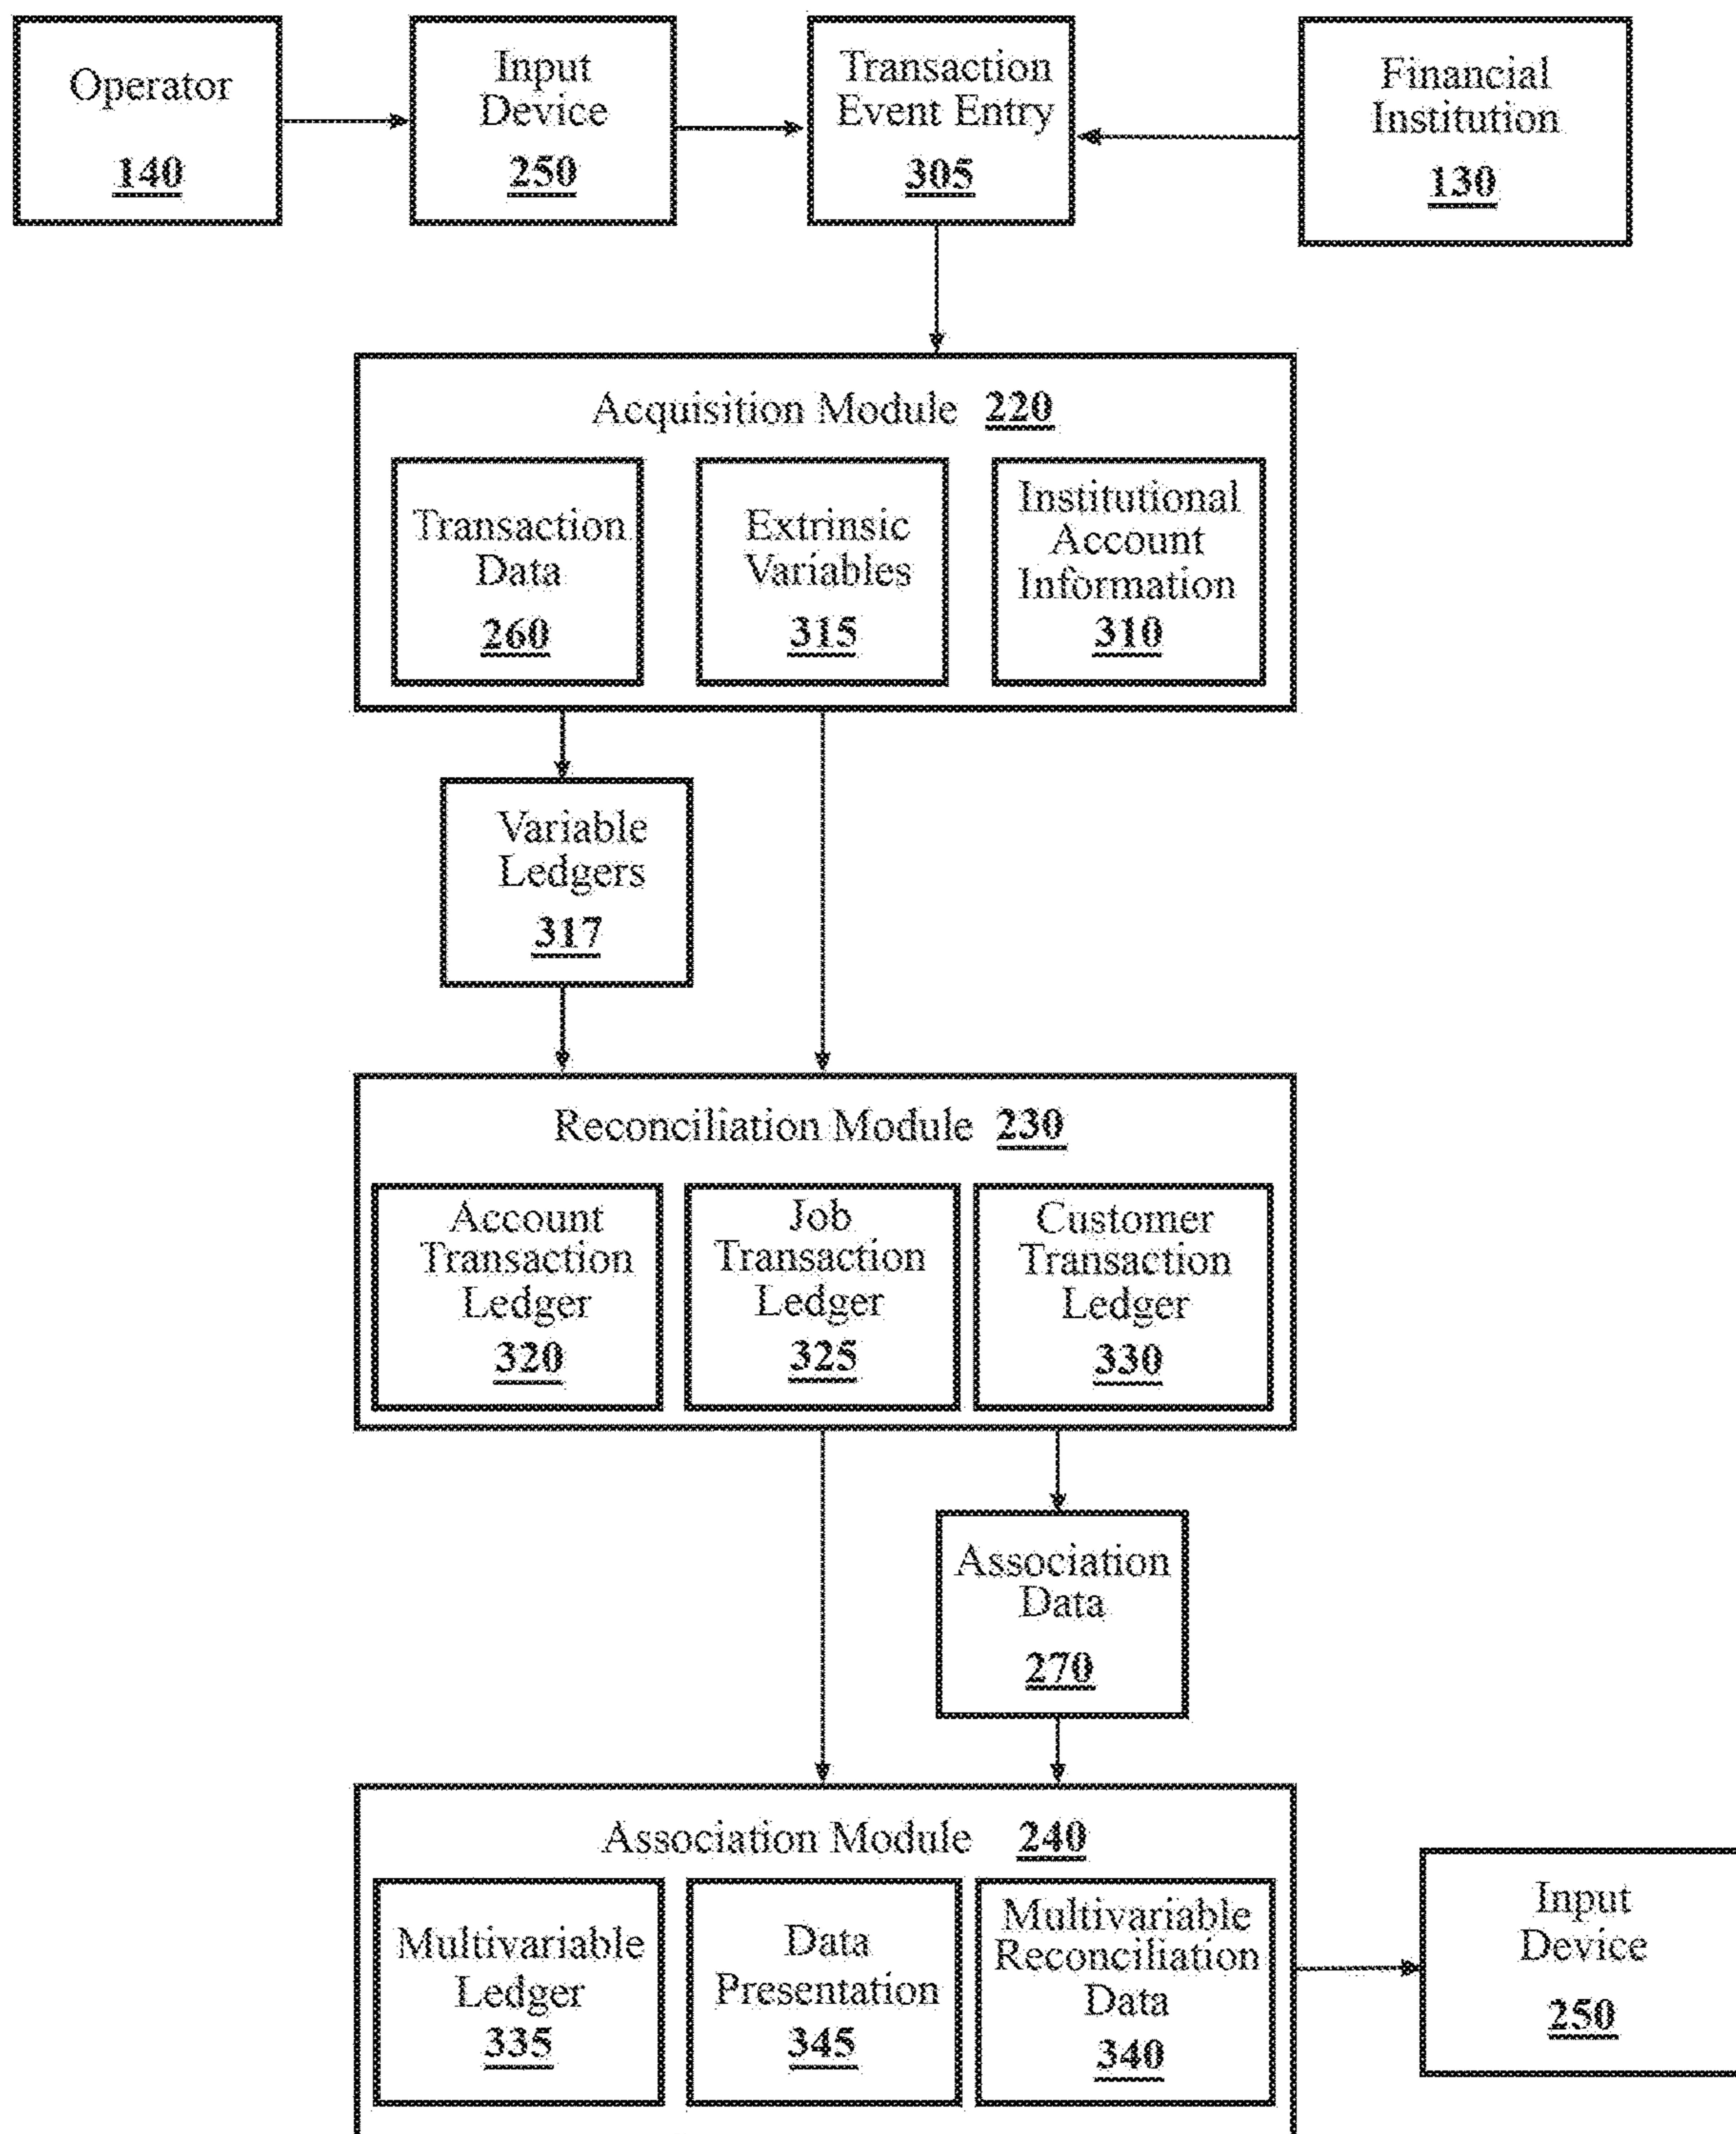 Operator
140
Input
Device
250
Transaction
Event Entry
305
Financial
Institution
130
Acquisition Module 220
Transaction
Data
260
Extrinsic
Variables
315
Institutional
Account
Information
310
Variable
Ledgers
317
Reconciliation Module 230
Account
Transaction
Ledger
320
Job
Transaction
Ledger
325
Customer
Transaction
Ledger
330
Association
Data
270
Association Module 240
Multivariable
Ledger
335
Data
Presentation
345
Multivariable
Reconciliation
Data
340
Input
Device
250